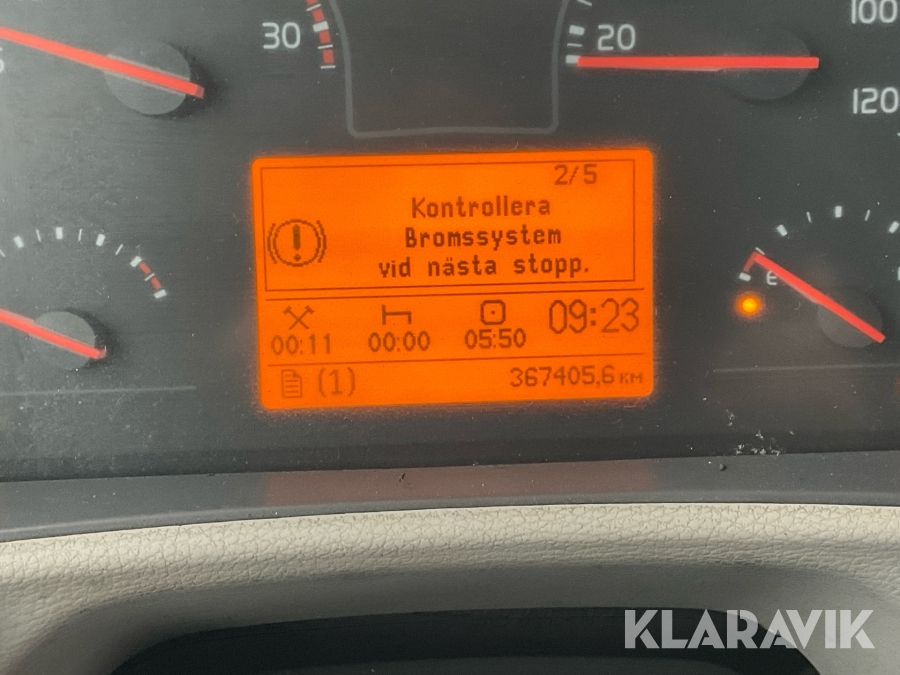 30
20
100
120
2/5
Kontrollera
Bromssystem
vid nästa stopp.
00:11 00:00 05:50 09:23
(1) 367405,6 KM
e
KLARAVIK